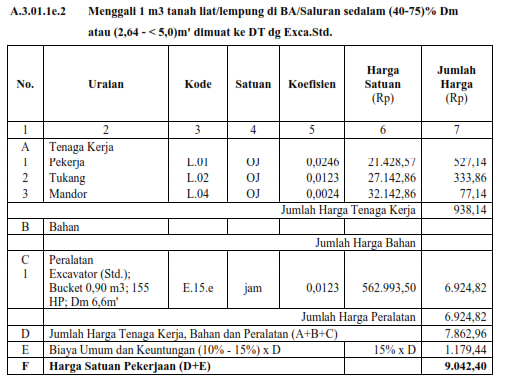 A.3.01.1e.2 Menggali 1 m3 tanah liat/lempung di BA/Saluran sedalam (40-75)% Dm
atau (2,64 - < 5,0)m' dimuat ke DT dg Exca.Std.
No. Uraian Kode Satuan Koefisien Harga Satuan (Rp) Jumlah Harga (Rp)
1 2 3 4 5 6 7
A Tenaga Kerja
1 Pekerja L.01 OJ 0,0246 21.428,57 527,14
2 Tukang L.02 OJ 0,0123 27.142,86 333,86
3 Mandor L.04 OJ 0,0024 32.142,86 77,14
Jumlah Harga Tenaga Kerja 938,14
B Bahan
Jumlah Harga Bahan
C Peralatan
1 Excavator (Std.);
Bucket 0,90 m3; 155 E.15.e jam 0,0123 562.993,50 6.924,82
HP; Dm 6,6m'
Jumlah Harga Peralatan 6.924,82
D Jumlah Harga Tenaga Kerja, Bahan dan Peralatan (A+B+C) 7.862,96
E Biaya Umum dan Keuntungan (10% - 15%) x D 15% x D 1.179,44
F Harga Satuan Pekerjaan (D+E) 9.042,40